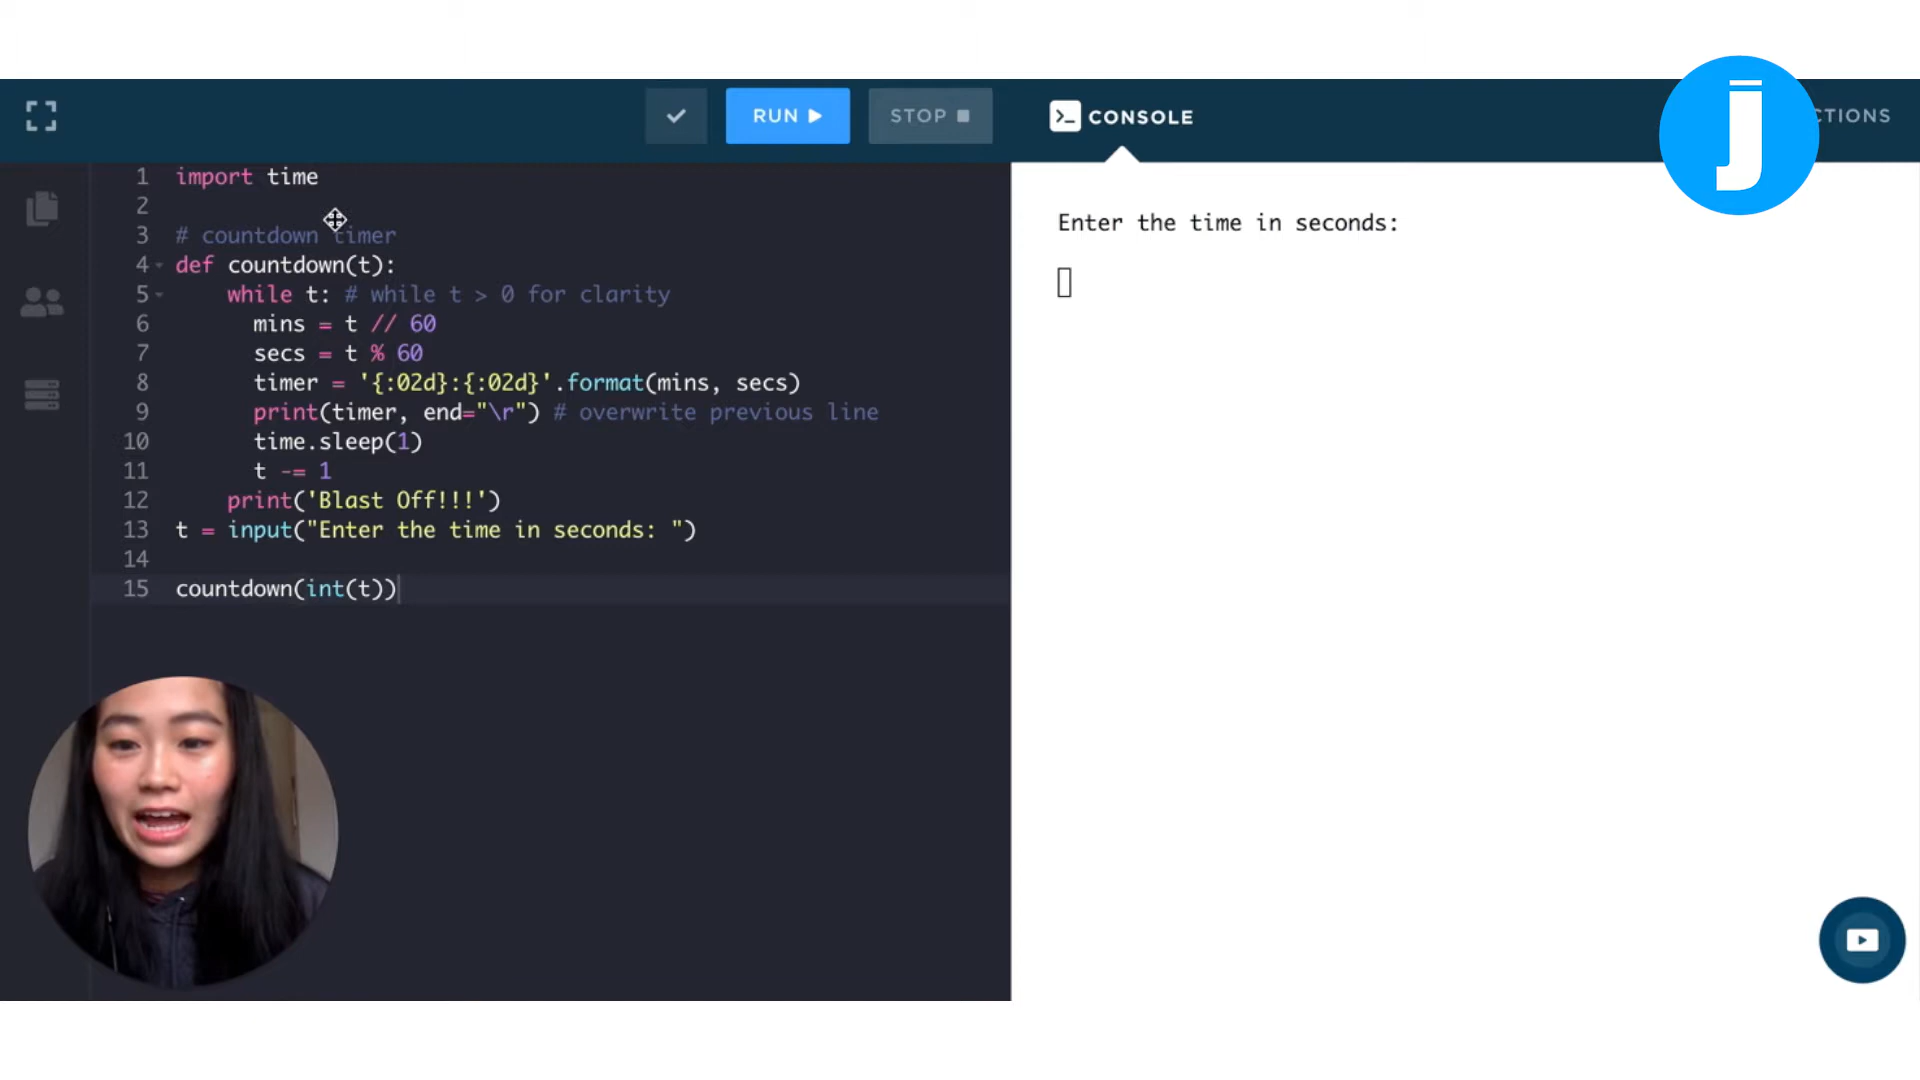 RUN
STOP
CONSOLE
CTIONS
J
1 import time
2
3 # countdown timer
4 def countdown(t):
5 while t: # while t > 0 for clarity
6 mins = t // 60
7 secs = t % 60
8 timer = '{:02d}:{:02d}'.format(mins, secs)
9 print(timer, end="\r") # overwrite previous line
10 time.sleep(1)
11 t -= 1
12 print('Blast Off!!!')
13 t = input("Enter the time in seconds: ")
14
15 countdown(int(t))
Enter the time in seconds: